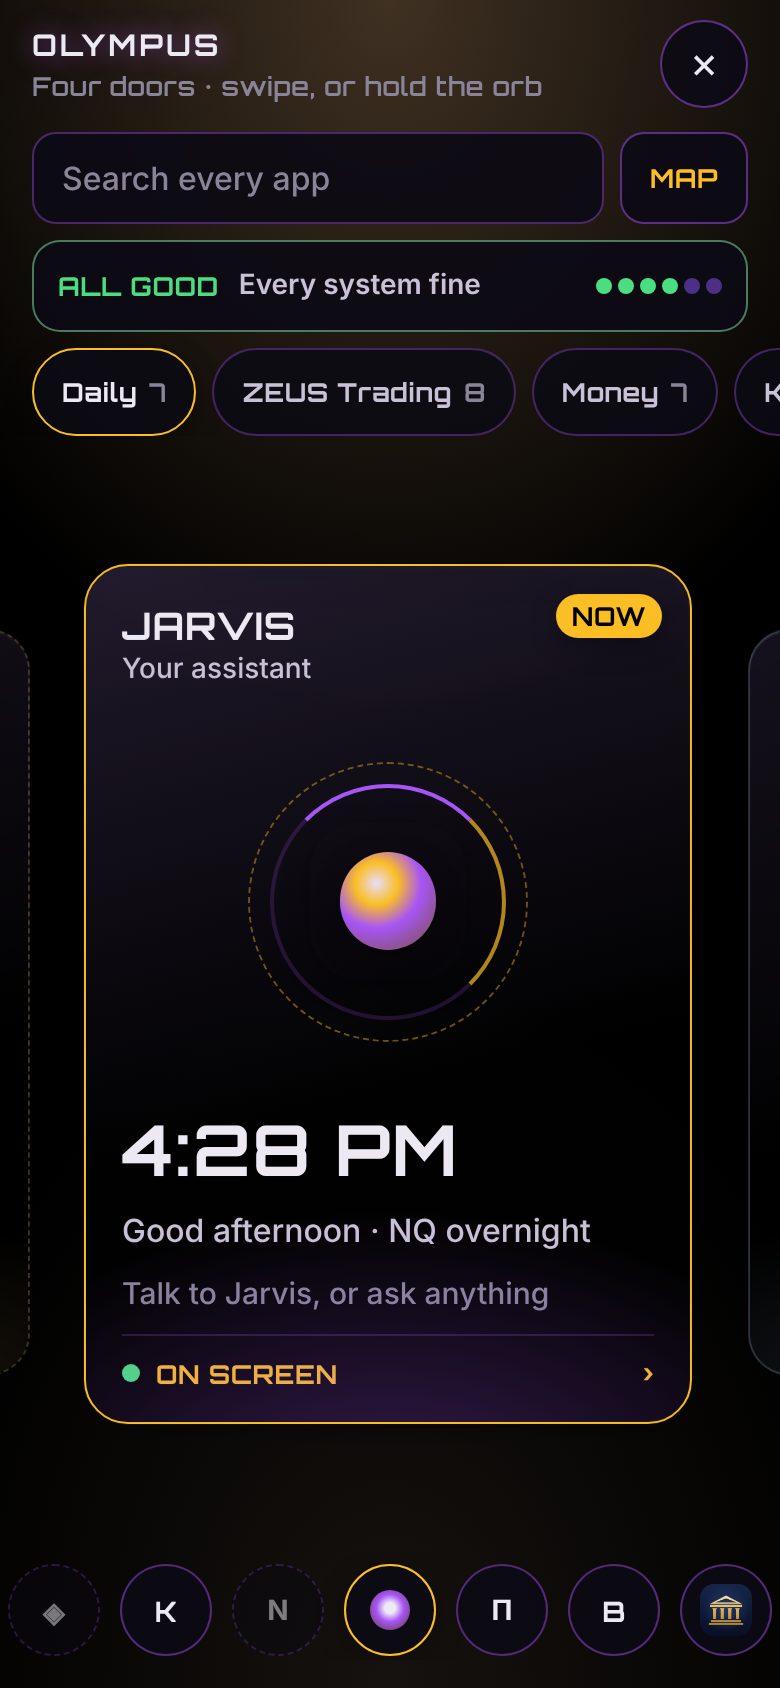 OLYMPUS
Four doors · swipe, or hold the orb
×
Search every app
MAP
ALL GOOD Every system fine
Daily 7 ZEUS Trading 8 Money 7 K
JARVIS
NOW
Your assistant
4:28 PM
Good afternoon · NQ overnight
Talk to Jarvis, or ask anything
ON SCREEN ›
K N Π B